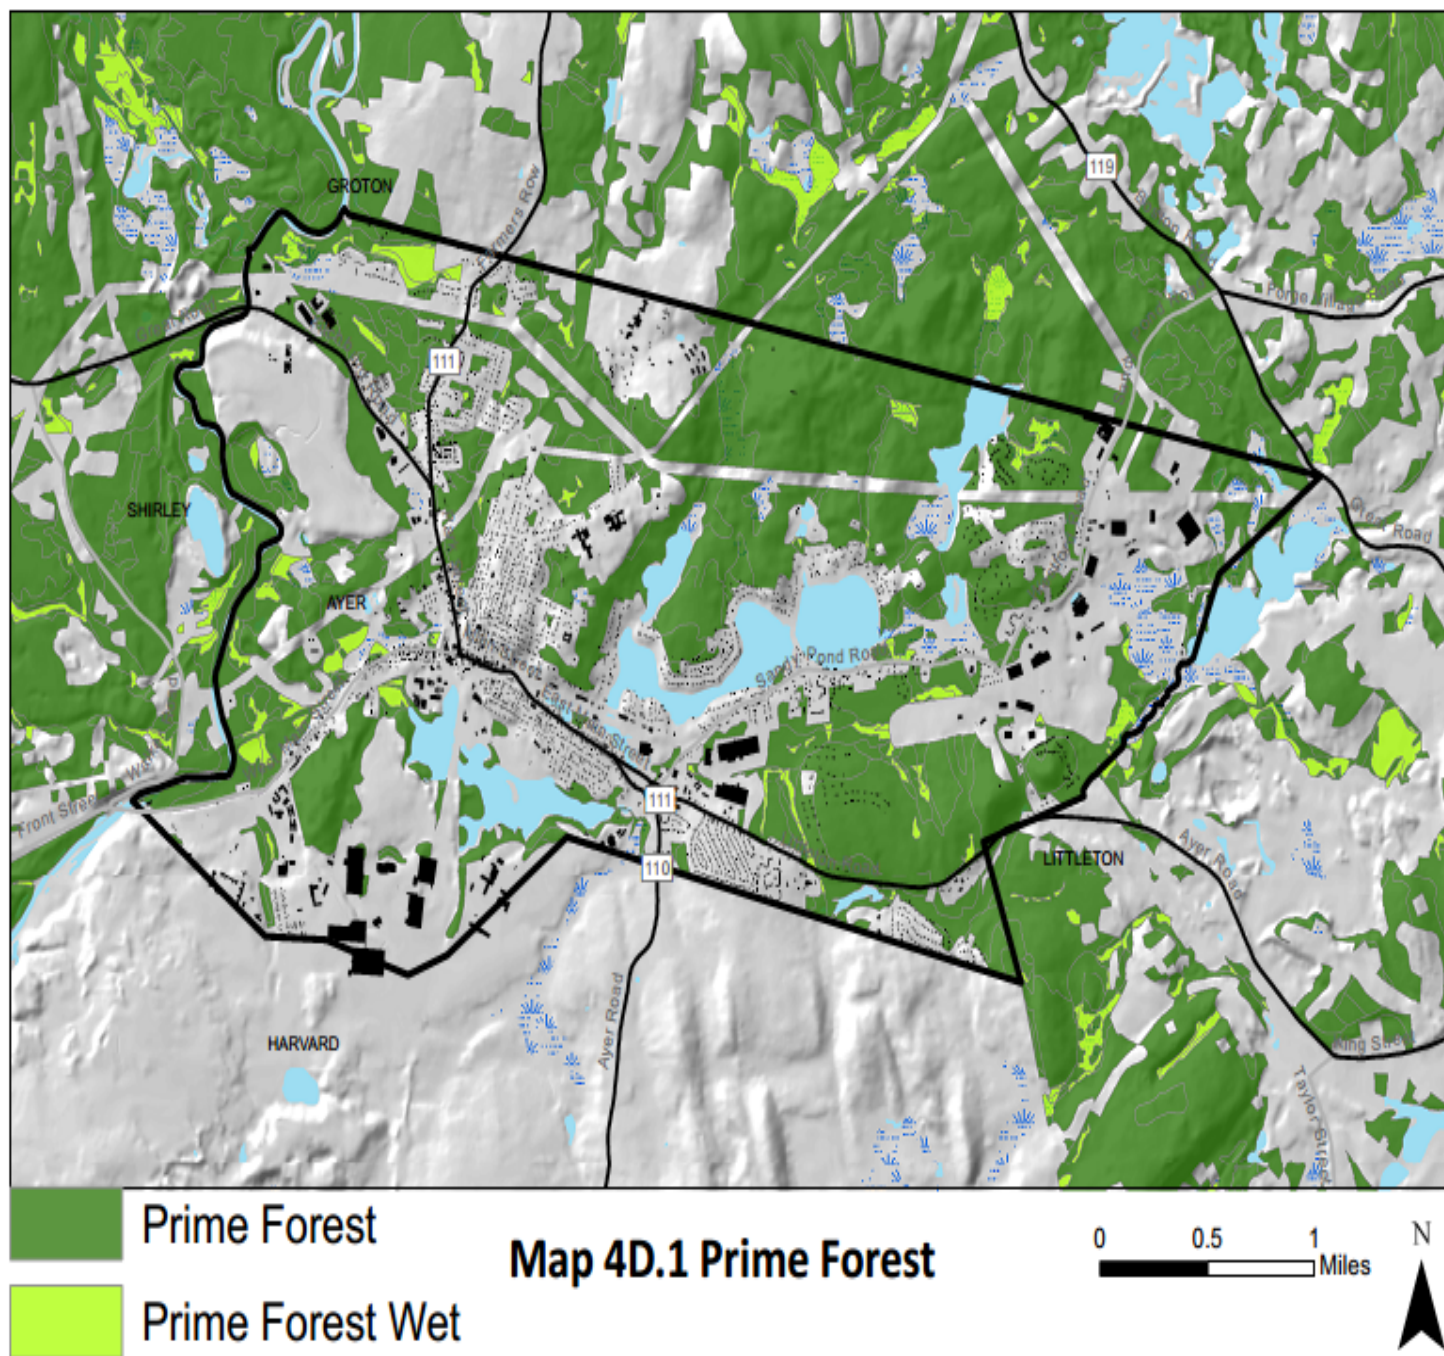 GROTON
Farmers Row
119
Forge Village
111
SHIRLEY
AYER
Sandy Pond Road
Great Road
Front Street
111
110
LITTLETON
Ayer Road
Ayer Road
HARVARD
King Street
Taylor Street
Prime Forest
Prime Forest Wet
Map 4D.1 Prime Forest
0 0.5 1
Miles
N